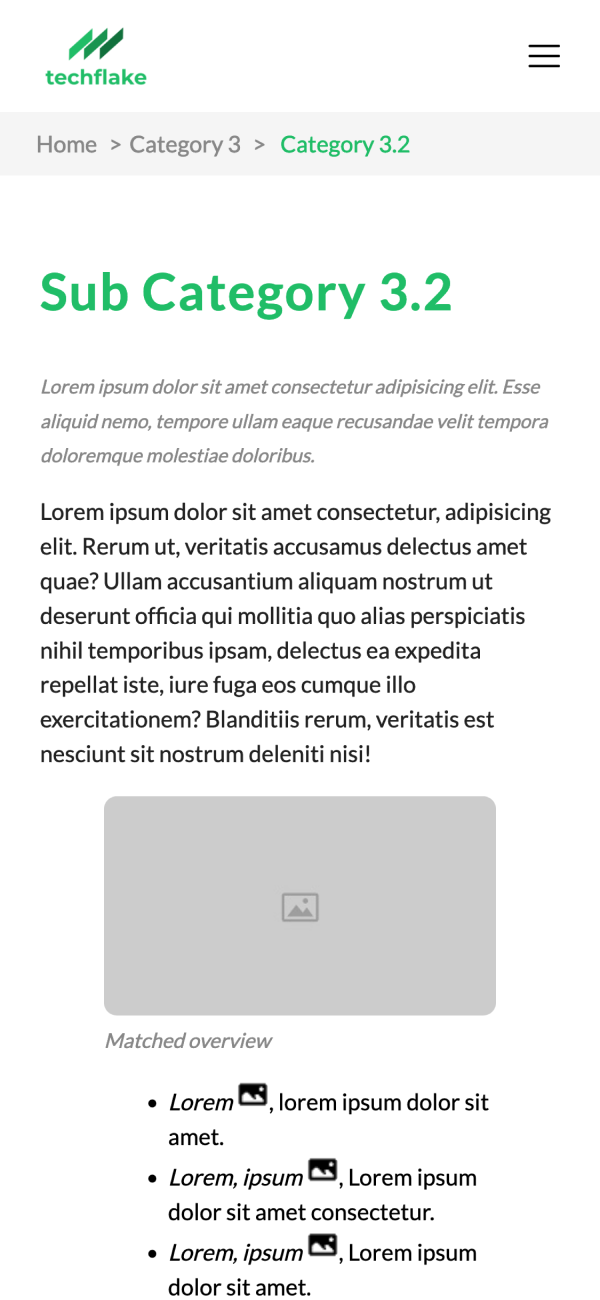 techflake
Home > Category 3 > Category 3.2
Sub Category 3.2
Lorem ipsum dolor sit amet consectetur adipisicing elit. Esse
aliquid nemo, tempore ullam eaque recusandae velit tempora
doloremque molestiae doloribus.
Lorem ipsum dolor sit amet consectetur, adipisicing
elit. Rerum ut, veritatis accusamus delectus amet
quae? Ullam accusantium aliquam nostrum ut
deserunt officia qui mollitia quo alias perspiciatis
nihil temporibus ipsam, delectus ea expedita
repellat iste, iure fuga eos cumque illo
exercitationem? Blanditiis rerum, veritatis est
nesciunt sit nostrum deleniti nisi!
Matched overview
• Lorem , lorem ipsum dolor sit
amet.
• Lorem, ipsum , Lorem ipsum
dolor sit amet consectetur.
• Lorem, ipsum , Lorem ipsum
dolor sit amet.